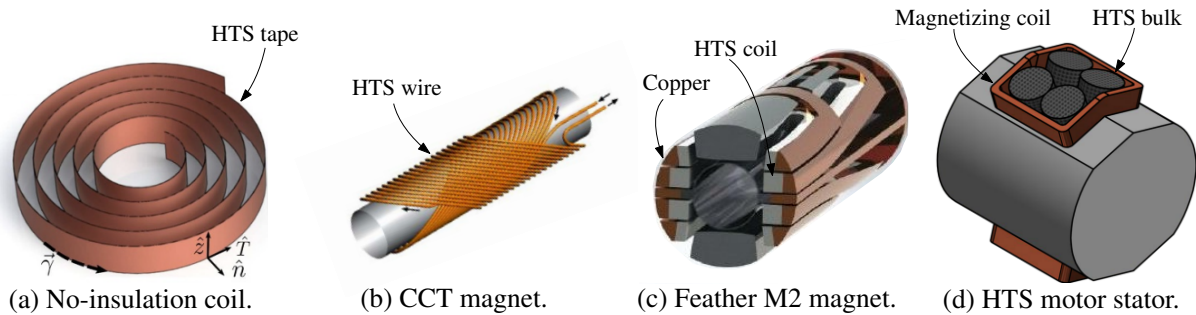 HTS tape
ẑ
T̂
n̂
γ⃗
(a) No-insulation coil.
HTS wire
(b) CCT magnet.
HTS coil
Copper
(c) Feather M2 magnet.
Magnetizing coil
HTS bulk
(d) HTS motor stator.